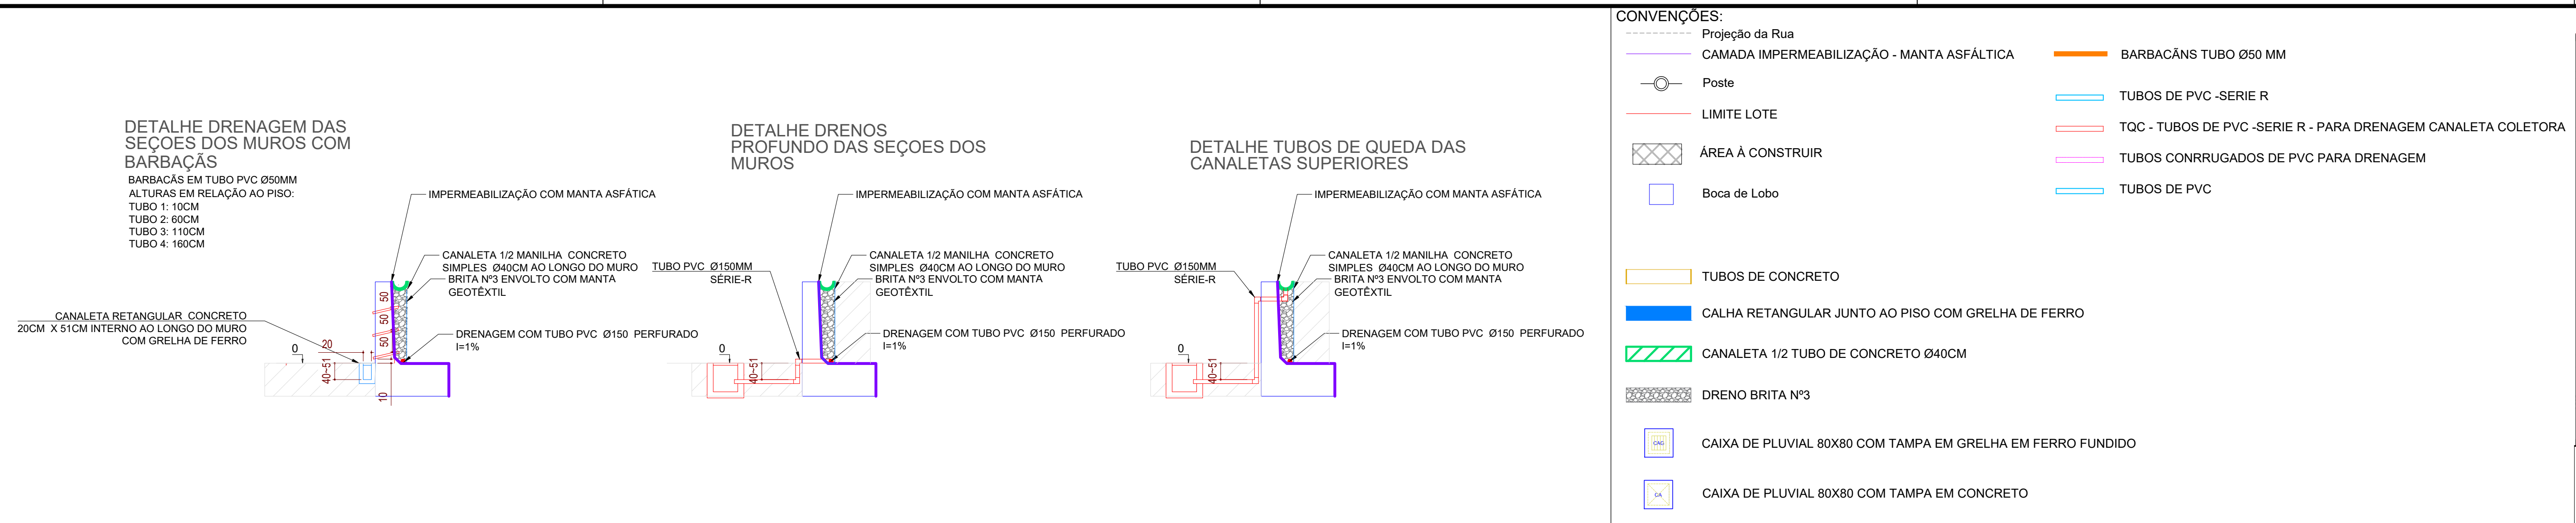 DETALHE DRENAGEM DAS
SEÇOES DOS MUROS COM
BARBAÇÃS
BARBACÃS EM TUBO PVC Ø50MM
ALTURAS EM RELAÇÃO AO PISO:
TUBO 1: 10CM
TUBO 2: 60CM
TUBO 3: 110CM
TUBO 4: 160CM
IMPERMEABILIZAÇÃO COM MANTA ASFÁTICA
CANALETA 1/2 MANILHA CONCRETO
SIMPLES Ø40CM AO LONGO DO MURO
BRITA Nº3 ENVOLTO COM MANTA
GEOTÊXTIL
DRENAGEM COM TUBO PVC Ø150 PERFURADO
I=1%
CANALETA RETANGULAR CONCRETO
20CM X 51CM INTERNO AO LONGO DO MURO
COM GRELHA DE FERRO
0
20
40~51
50
50
50
10
DETALHE DRENOS
PROFUNDO DAS SEÇOES DOS
MUROS
IMPERMEABILIZAÇÃO COM MANTA ASFÁTICA
CANALETA 1/2 MANILHA CONCRETO
SIMPLES Ø40CM AO LONGO DO MURO
BRITA Nº3 ENVOLTO COM MANTA
GEOTÊXTIL
TUBO PVC Ø150MM
SÉRIE-R
DRENAGEM COM TUBO PVC Ø150 PERFURADO
I=1%
0
40~51
DETALHE TUBOS DE QUEDA DAS
CANALETAS SUPERIORES
IMPERMEABILIZAÇÃO COM MANTA ASFÁTICA
CANALETA 1/2 MANILHA CONCRETO
SIMPLES Ø40CM AO LONGO DO MURO
BRITA Nº3 ENVOLTO COM MANTA
GEOTÊXTIL
TUBO PVC Ø150MM
SÉRIE-R
DRENAGEM COM TUBO PVC Ø150 PERFURADO
I=1%
0
40~51
CONVENÇÕES:
Projeção da Rua
CAMADA IMPERMEABILIZAÇÃO - MANTA ASFÁLTICA
Poste
LIMITE LOTE
ÁREA À CONSTRUIR
Boca de Lobo
BARBACÃNS TUBO Ø50 MM
TUBOS DE PVC -SERIE R
TQC - TUBOS DE PVC -SERIE R - PARA DRENAGEM CANALETA COLETORA
TUBOS CONRRUGADOS DE PVC PARA DRENAGEM
TUBOS DE PVC
TUBOS DE CONCRETO
CALHA RETANGULAR JUNTO AO PISO COM GRELHA DE FERRO
CANALETA 1/2 TUBO DE CONCRETO Ø40CM
DRENO BRITA Nº3
CAG
CAIXA DE PLUVIAL 80X80 COM TAMPA EM GRELHA EM FERRO FUNDIDO
CA
CAIXA DE PLUVIAL 80X80 COM TAMPA EM CONCRETO